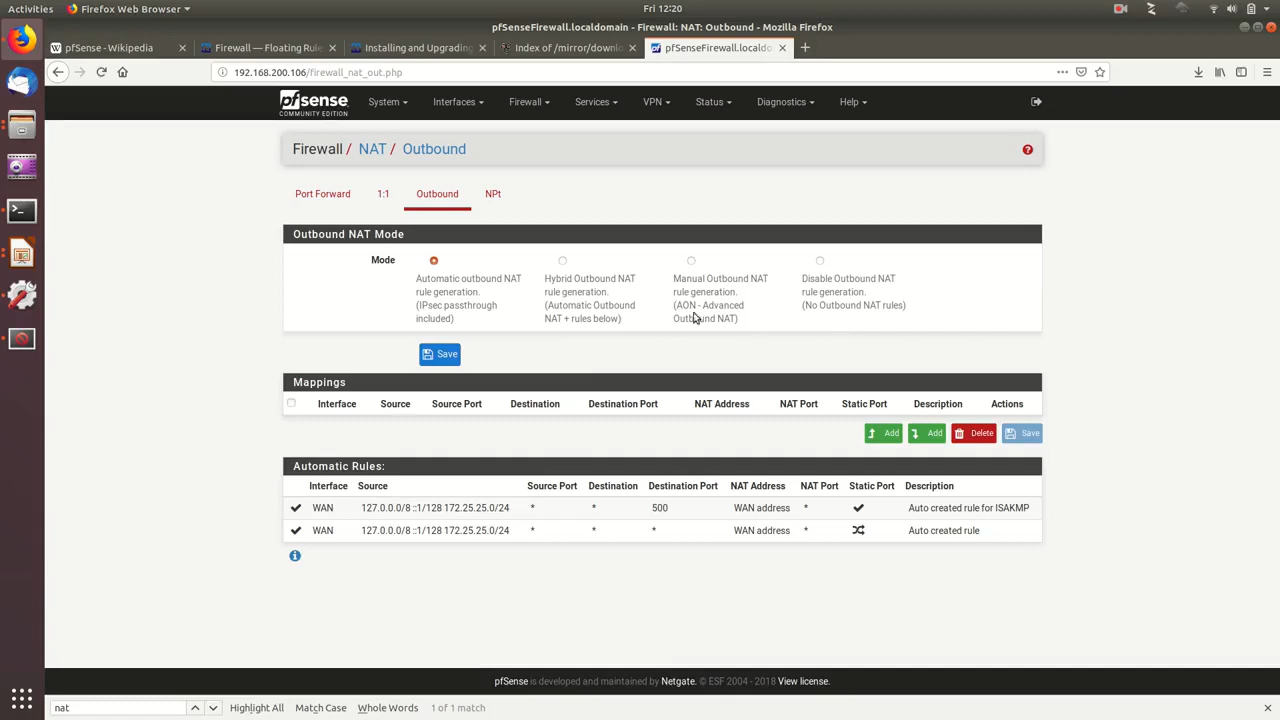 Activities
Firefox Web Browser
Fri 12:20
pfSenseFirewall.localdomain - Firewall: NAT: Outbound - Mozilla Firefox
pfSense - Wikipedia
Firewall — Floating Rule
Installing and Upgrading
Index of /mirror/downlo
pfSenseFirewall.localdo
192.168.200.106/firewall_nat_out.php
pfsense
COMMUNITY EDITION
System
Interfaces
Firewall
Services
VPN
Status
Diagnostics
Help
Firewall / NAT / Outbound
Port Forward
1:1
Outbound
NPt
Outbound NAT Mode
Mode
Automatic outbound NAT
rule generation.
(IPsec passthrough
included)
Hybrid Outbound NAT
rule generation.
(Automatic Outbound
NAT + rules below)
Manual Outbound NAT
rule generation.
(AON - Advanced
Outbound NAT)
Disable Outbound NAT
rule generation.
(No Outbound NAT rules)
Save
Mappings
Interface Source Source Port Destination Destination Port NAT Address NAT Port Static Port Description Actions
Add Add Delete Save
Automatic Rules:
Interface Source Source Port Destination Destination Port NAT Address NAT Port Static Port Description
WAN 127.0.0.0/8 ::1/128 172.25.25.0/24 * * 500 WAN address * Auto created rule for ISAKMP
WAN 127.0.0.0/8 ::1/128 172.25.25.0/24 * * * WAN address * Auto created rule
pfSense is developed and maintained by Netgate. © ESF 2004 - 2018 View license.
nat
Highlight All
Match Case
Whole Words
1 of 1 match